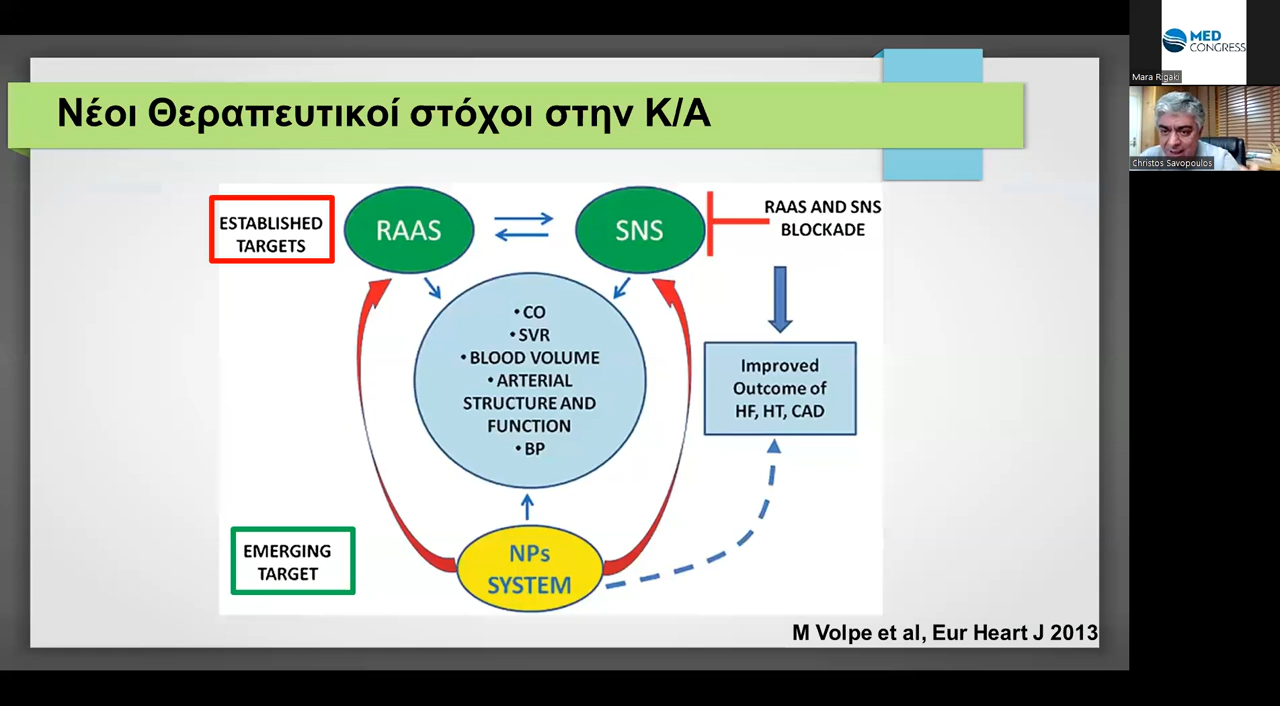 Νέοι Θεραπευτικοί στόχοι στην Κ/Α
ESTABLISHED
TARGETS
RAAS
SNS
RAAS AND SNS
BLOCKADE
• CO
• SVR
• BLOOD VOLUME
• ARTERIAL
STRUCTURE AND
FUNCTION
• BP
Improved
Outcome of
HF, HT, CAD
EMERGING
TARGET
NPs
SYSTEM
M Volpe et al, Eur Heart J 2013
MED
CONGRESS
Mara Rigaki
Christos Savopoulos